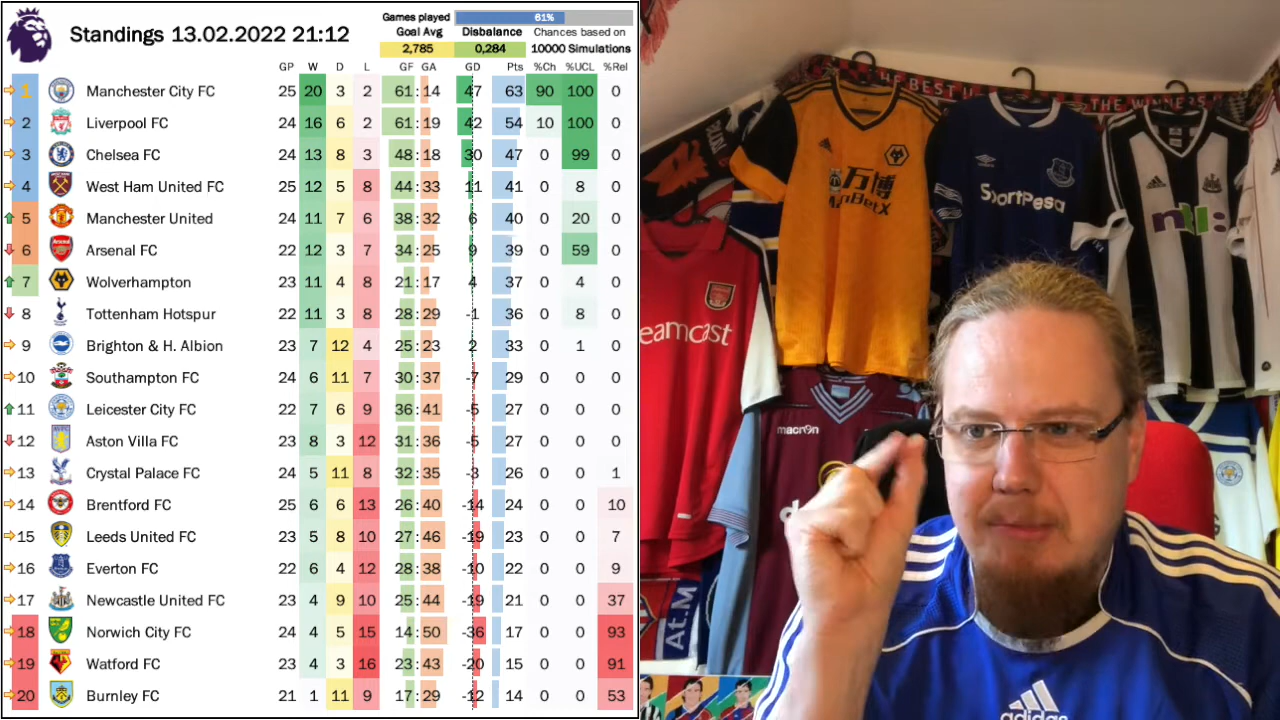 Games played 61%
Standings 13.02.2022 21:12
Goal Avg Disbalance Chances based on
2,785 0,284 10000 Simulations
GP W D L GF GA GD Pts %Ch %UCL %Rel
1 Manchester City FC 25 20 3 2 61:14 47 63 90 100 0
2 Liverpool FC 24 16 6 2 61:19 42 54 10 100 0
3 Chelsea FC 24 13 8 3 48:18 30 47 0 99 0
4 West Ham United FC 25 12 5 8 44:33 11 41 0 8 0
5 Manchester United 24 11 7 6 38:32 6 40 0 20 0
6 Arsenal FC 22 12 3 7 34:25 9 39 0 59 0
7 Wolverhampton 23 11 4 8 21:17 4 37 0 4 0
8 Tottenham Hotspur 22 11 3 8 28:29 -1 36 0 8 0
9 Brighton & H. Albion 23 7 12 4 25:23 2 33 0 1 0
10 Southampton FC 24 6 11 7 30:37 -7 29 0 0 0
11 Leicester City FC 22 7 6 9 36:41 -5 27 0 0 0
12 Aston Villa FC 23 8 3 12 31:36 -5 27 0 0 0
13 Crystal Palace FC 24 5 11 8 32:35 -3 26 0 0 1
14 Brentford FC 25 6 6 13 26:40 -14 24 0 0 10
15 Leeds United FC 23 5 8 10 27:46 -19 23 0 0 7
16 Everton FC 22 6 4 12 28:38 -10 22 0 0 9
17 Newcastle United FC 23 4 9 10 25:44 -19 21 0 0 37
18 Norwich City FC 24 4 5 15 14:50 -36 17 0 0 93
19 Watford FC 23 4 3 16 23:43 -20 15 0 0 91
20 Burnley FC 21 1 11 9 17:29 -12 14 0 0 53
THE BEST
THE WINNERS
万博
ManBetX
umbro
SportPesa
Everton
Arsenal
eamcast
macron
At.M
adidas